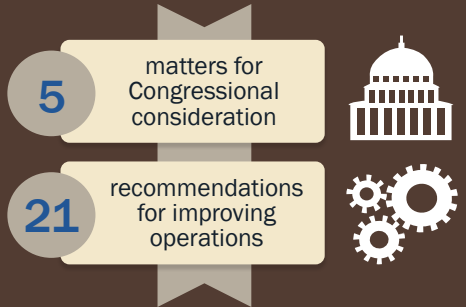 5
matters for
Congressional
consideration
21
recommendations
for improving
operations